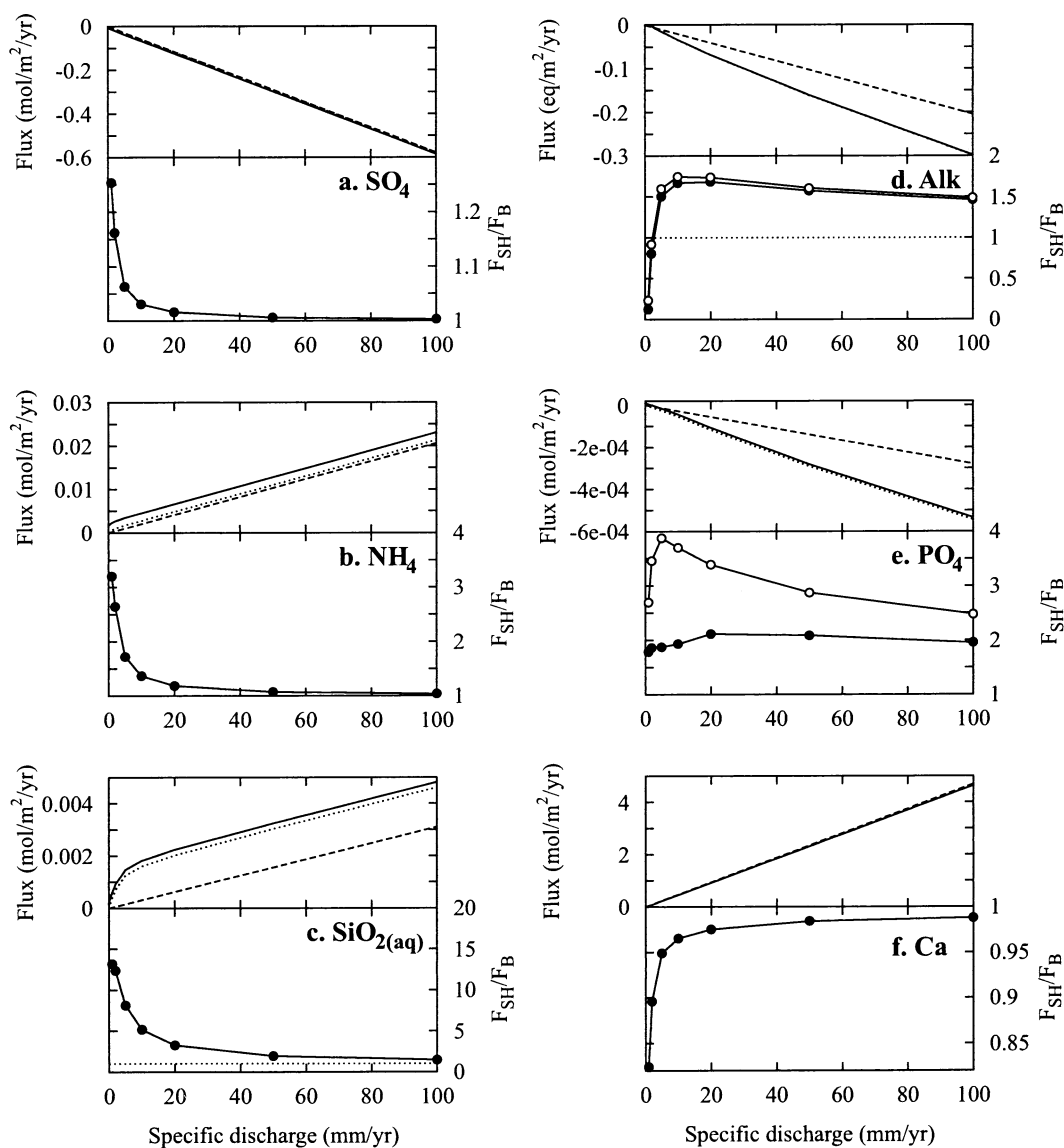 0
-0.2
-0.4
-0.6
Flux (mol/m²/yr)
a. SO₄
1.2
1.1
1
F_SH/F_B
0 20 40 60 80 100
0
-0.1
-0.2
-0.3
Flux (eq/m²/yr)
d. Alk
2
1.5
1
0.5
0
F_SH/F_B
0 20 40 60 80 100
0.03
0.02
0.01
0
Flux (mol/m²/yr)
b. NH₄
4
3
2
1
F_SH/F_B
0 20 40 60 80 100
0
-2e-04
-4e-04
-6e-04
Flux (mol/m²/yr)
e. PO₄
4
3
2
1
F_SH/F_B
0 20 40 60 80 100
0.004
0.002
0
Flux (mol/m²/yr)
c. SiO₂(aq)
20
15
10
5
0
F_SH/F_B
0 20 40 60 80 100
Specific discharge (mm/yr)
4
2
0
Flux (mol/m²/yr)
f. Ca
1
0.95
0.9
0.85
F_SH/F_B
0 20 40 60 80 100
Specific discharge (mm/yr)